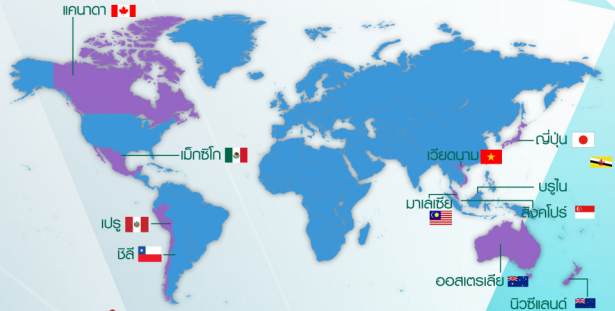 แคนาดา
ญี่ปุ่น
เม็กซิโก
เวียดนาม
บรูไน
มาเลเซีย
สิงคโปร์
เปรู
ชิลี
ออสเตรเลีย
นิวซีแลนด์